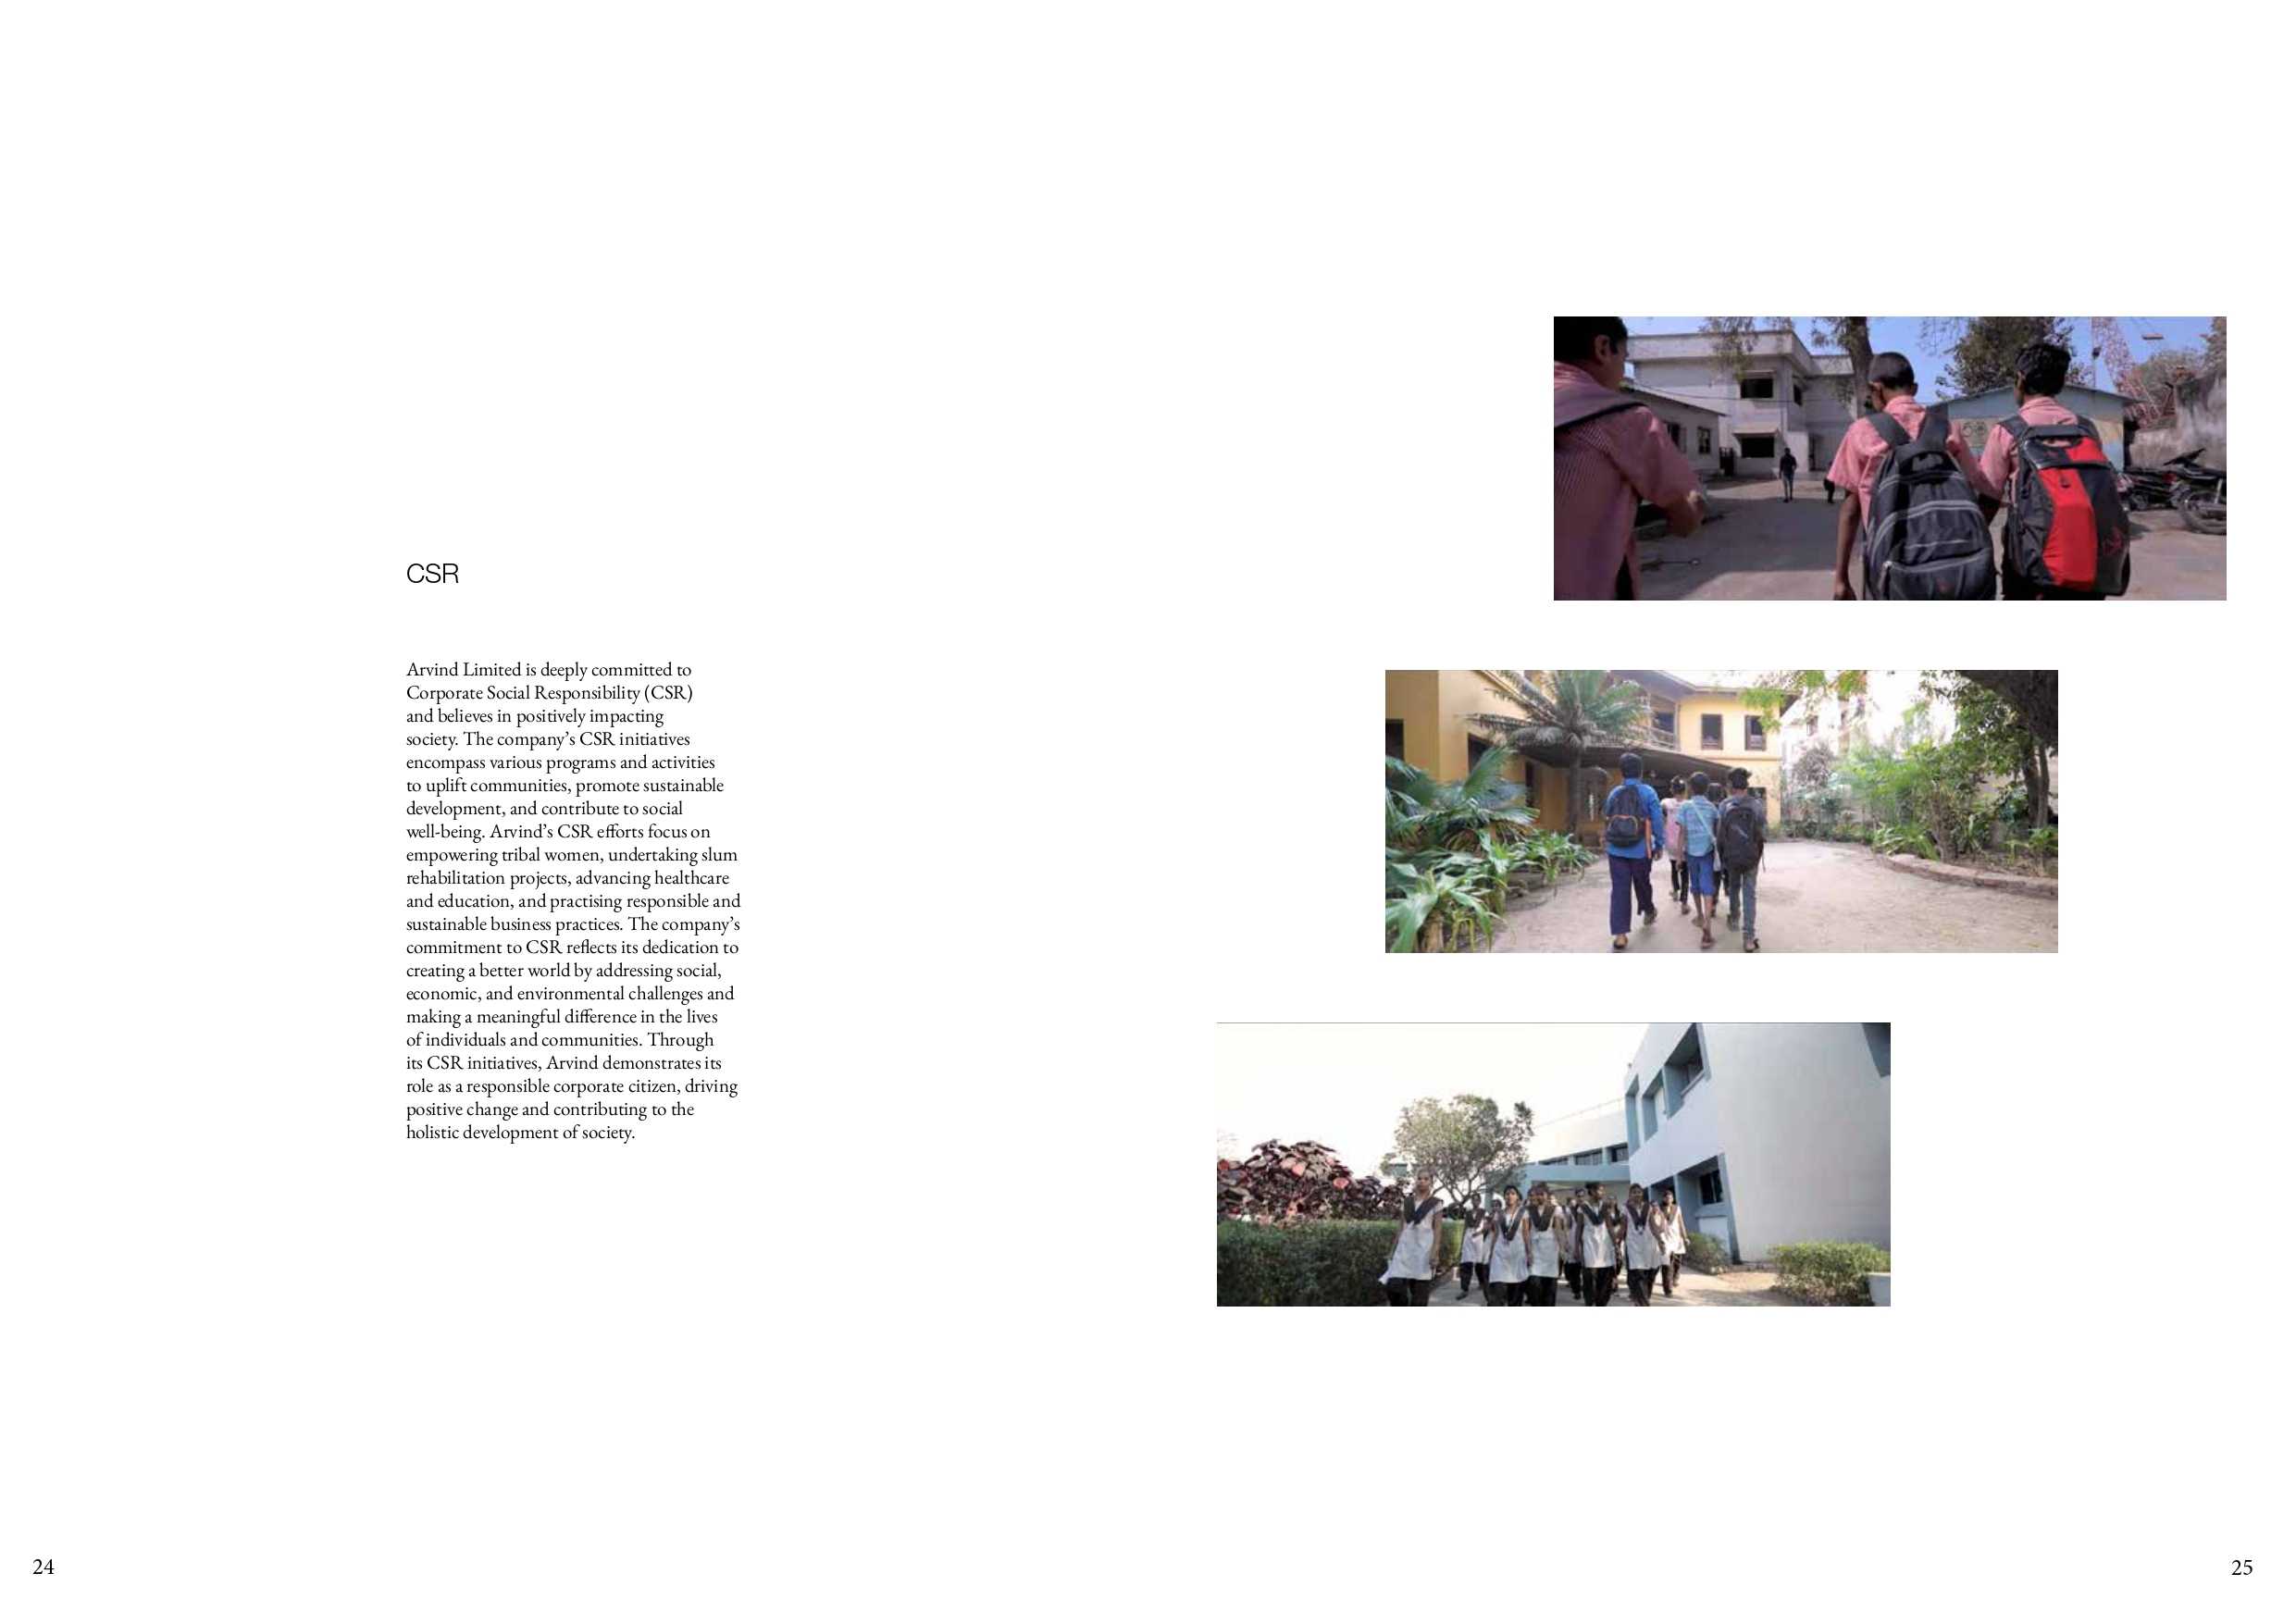 CSR
Arvind Limited is deeply committed to
Corporate Social Responsibility (CSR)
and believes in positively impacting
society. The company’s CSR initiatives
encompass various programs and activities
to uplift communities, promote sustainable
development, and contribute to social
well-being. Arvind’s CSR efforts focus on
empowering tribal women, undertaking slum
rehabilitation projects, advancing healthcare
and education, and practising responsible and
sustainable business practices. The company’s
commitment to CSR reflects its dedication to
creating a better world by addressing social,
economic, and environmental challenges and
making a meaningful difference in the lives
of individuals and communities. Through
its CSR initiatives, Arvind demonstrates its
role as a responsible corporate citizen, driving
positive change and contributing to the
holistic development of society.
24
25